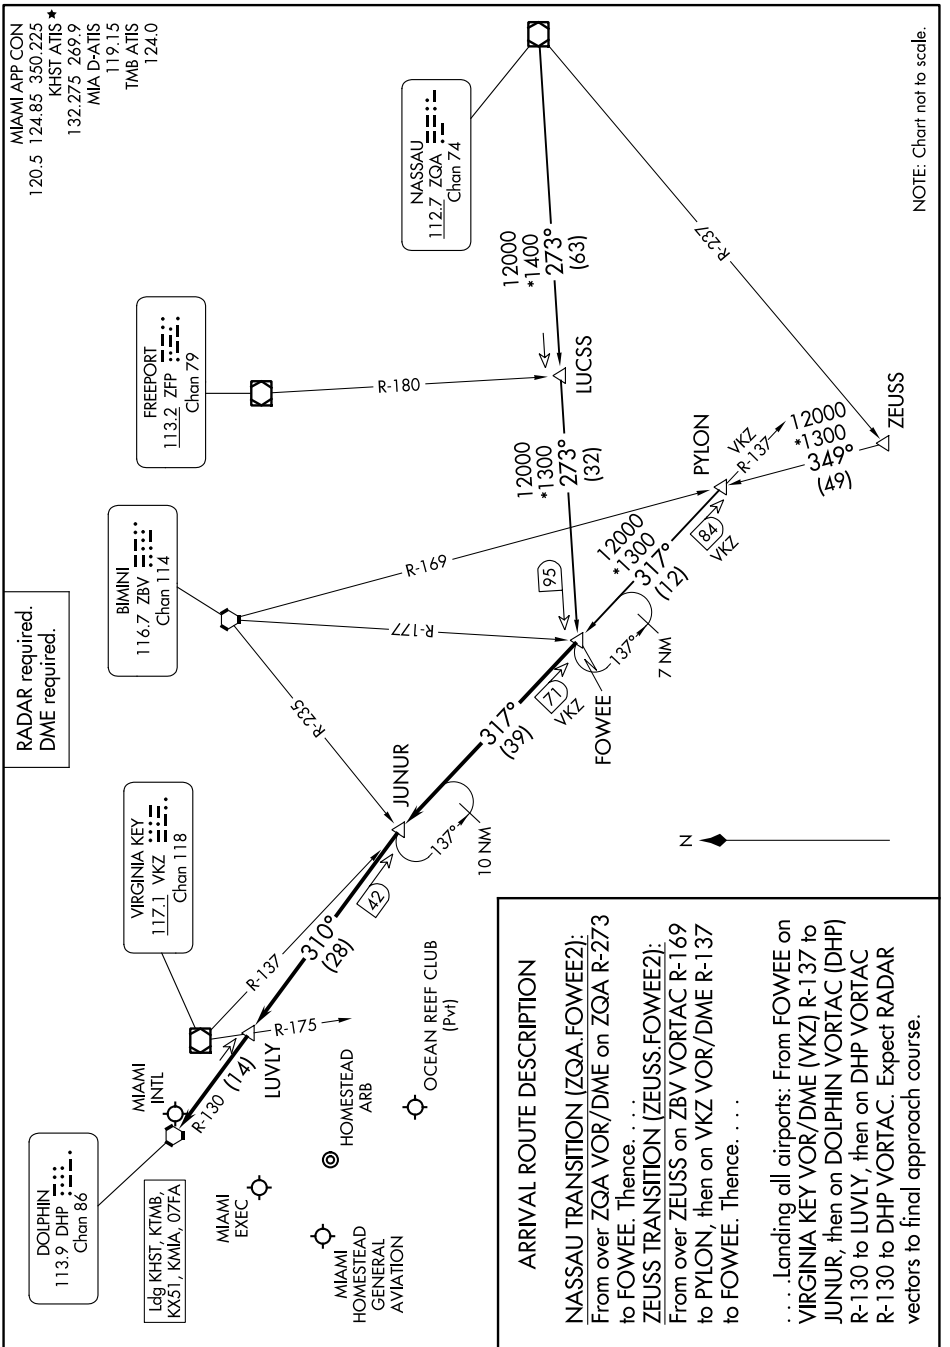 MIAMI APP CON
120.5 124.85 350.225
KHST ATIS★
132.275 269.9
MIA D-ATIS
119.15
TMB ATIS
124.0
RADAR required.
DME required.
NOTE: Chart not to scale.
DOLPHIN
113.9 DHP
Chan 86
VIRGINIA KEY
117.1 VKZ
Chan 118
BIMINI
116.7 ZBV
Chan 114
FREEPORT
113.2 ZFP
Chan 79
NASSAU
112.7 ZQA
Chan 74
Ldg KHST, KTMB,
KX51, KMIA, 07FA
MIAMI
INTL
MIAMI
EXEC
HOMESTEAD
ARB
MIAMI
HOMESTEAD
GENERAL
AVIATION
OCEAN REEF CLUB
(Pvt)
R-130
(14)
LUVLY
R-175
R-137
310°
(28)
42
JUNUR
137°
10 NM
R-235
317°
(39)
71
VKZ
FOWEE
137°
7 NM
R-177
R-169
95
12000
*1300
273°
(32)
LUCSS
R-180
12000
*1400
273°
(63)
12000
*1300
317°
(12)
84
VKZ
PYLON
VKZ
R-137
12000
*1300
349°
(49)
ZEUSS
R-237
N
ARRIVAL ROUTE DESCRIPTION
NASSAU TRANSITION (ZQA.FOWEE2):
From over ZQA VOR/DME on ZQA R-273
to FOWEE. Thence. . . .
ZEUSS TRANSITION (ZEUSS.FOWEE2):
From over ZEUSS on ZBV VORTAC R-169
to PYLON, then on VKZ VOR/DME R-137
to FOWEE. Thence. . . .
. . . .Landing all airports: From FOWEE on
VIRGINIA KEY VOR/DME (VKZ) R-137 to
JUNUR, then on DOLPHIN VORTAC (DHP)
R-130 to LUVLY, then on DHP VORTAC
R-130 to DHP VORTAC. Expect RADAR
vectors to final approach course.